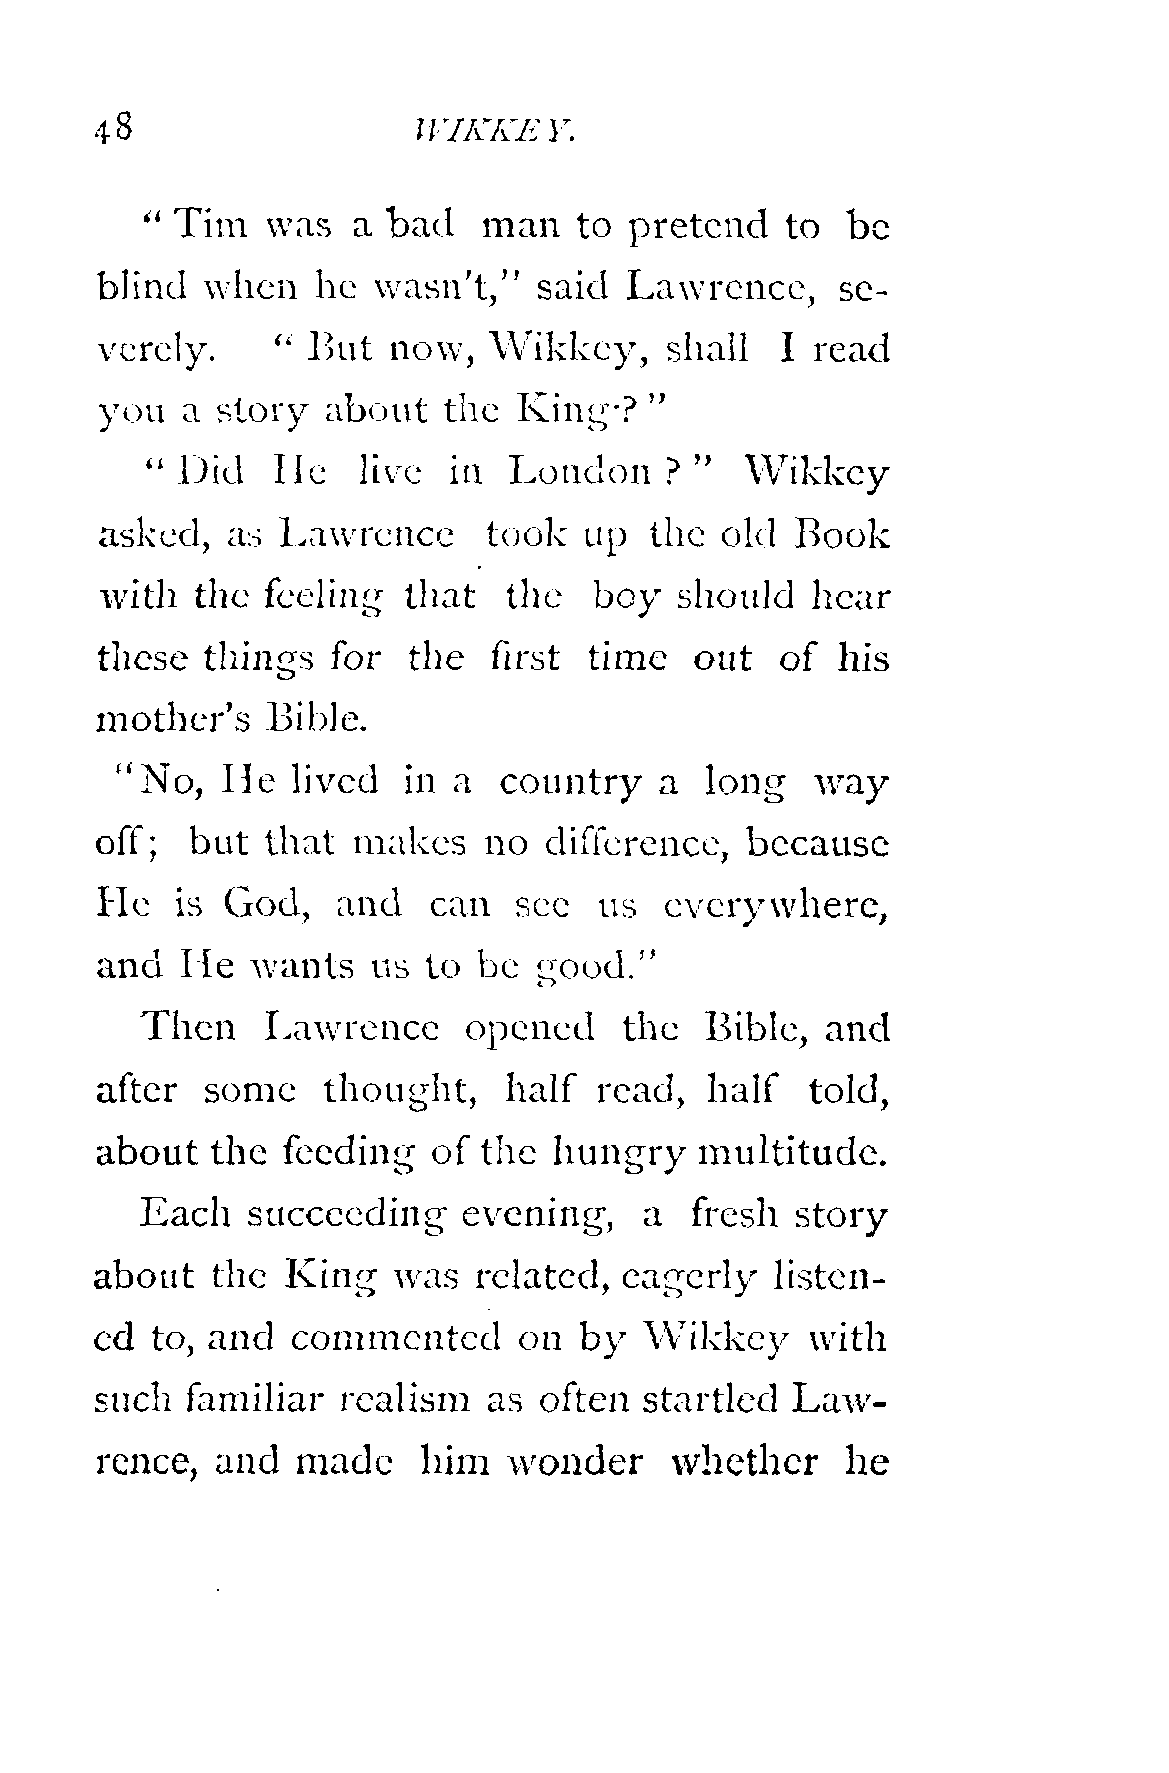 48 WIKKEY.
" Tim was a bad man to pretend to be
blind when he wasn't," said Lawrence, se-
verely. " But now, Wikkey, shall I read
you a story about the King? "
" Did He live in London ? " Wikkey
asked, as Lawrence took up the old Book
with the feeling that the boy should hear
these things for the first time out of his
mother's Bible.
"No, He lived in a country a long way
off; but that makes no difference, because
He is God, and can see us everywhere,
and He wants us to be good."
Then Lawrence opened the Bible, and
after some thought, half read, half told,
about the feeding of the hungry multitude.
Each succeeding evening, a fresh story
about the King was related, eagerly listen-
ed to, and commented on by Wikkey with
such familiar realism as often startled Law-
rence, and made him wonder whether he